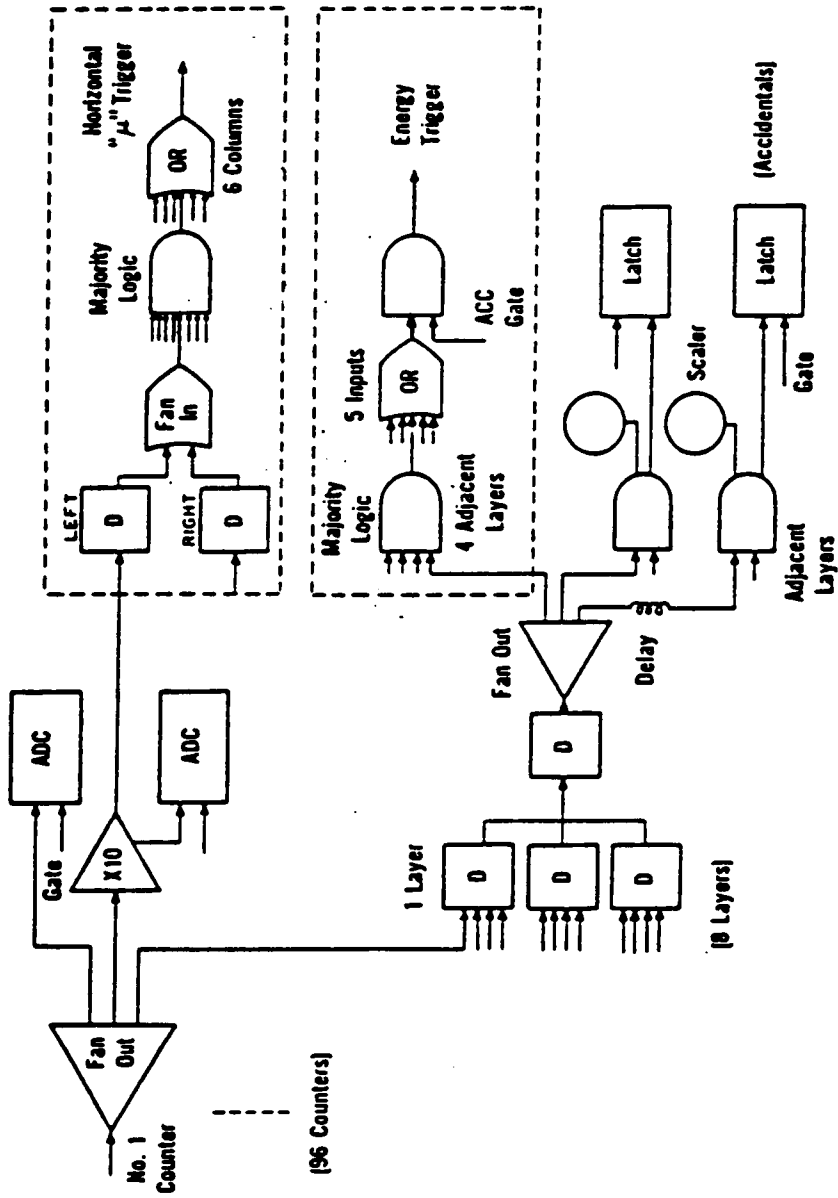 No. 1
Counter
Fan
Out
(96 Counters)
Gate
ADC
X10
ADC
LEFT
D
RIGHT
D
Fan
In
Majority
Logic
OR
6 Columns
Horizontal
"μ" Trigger
1 Layer
D
D
D
(8 Layers)
D
Fan Out
Delay
Majority
Logic
4 Adjacent
Layers
5 Inputs
OR
ACC
Gate
Energy
Trigger
Adjacent
Layers
Scaler
Latch
Latch
Gate
(Accidentals)